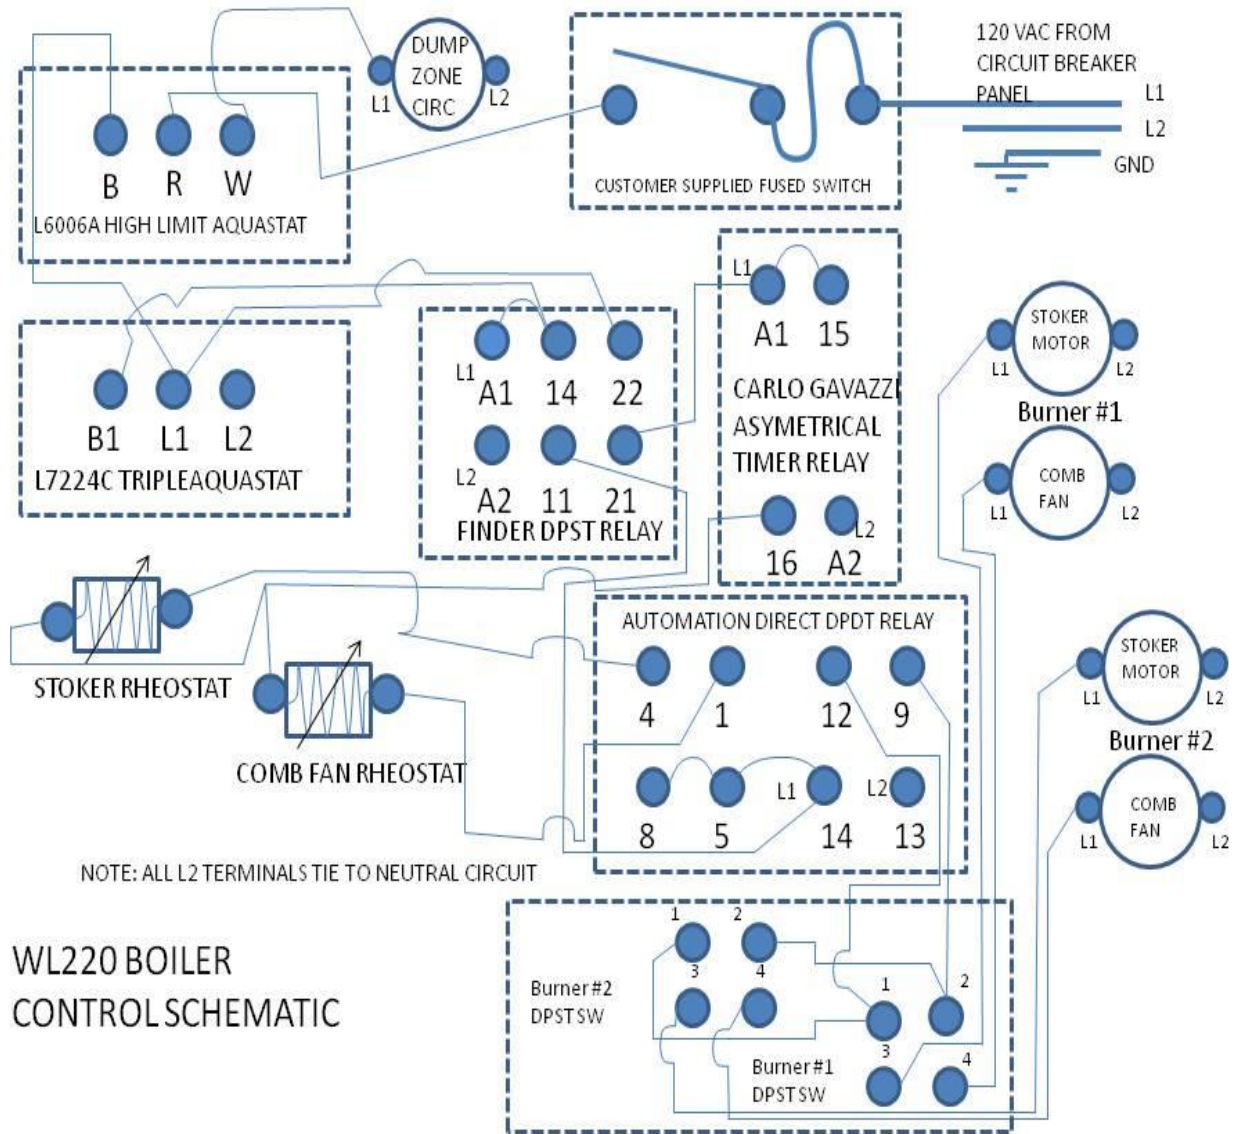 DUMP
ZONE
CIRC
L1
L2
120 VAC FROM
CIRCUIT BREAKER
PANEL
L1
L2
GND
B
R
W
L6006A HIGH LIMIT AQUASTAT
CUSTOMER SUPPLIED FUSED SWITCH
B1
L1
L2
L7224C TRIPLEAQUASTAT
L1
A1
14
22
L2
A2
11
21
FINDER DPST RELAY
L1
A1
15
CARLO GAVAZZI
ASYMETRICAL
TIMER RELAY
16
A2
L2
STOKER
MOTOR
L1
L2
Burner #1
COMB
FAN
L1
L2
STOKER RHEOSTAT
COMB FAN RHEOSTAT
AUTOMATION DIRECT DPDT RELAY
4
1
12
9
L1
L2
8
5
14
13
STOKER
MOTOR
L1
L2
Burner #2
COMB
FAN
L1
L2
NOTE: ALL L2 TERMINALS TIE TO NEUTRAL CIRCUIT
WL220 BOILER
CONTROL SCHEMATIC
1
2
3
4
Burner #2
DPST SW
1
2
3
4
Burner #1
DPST SW